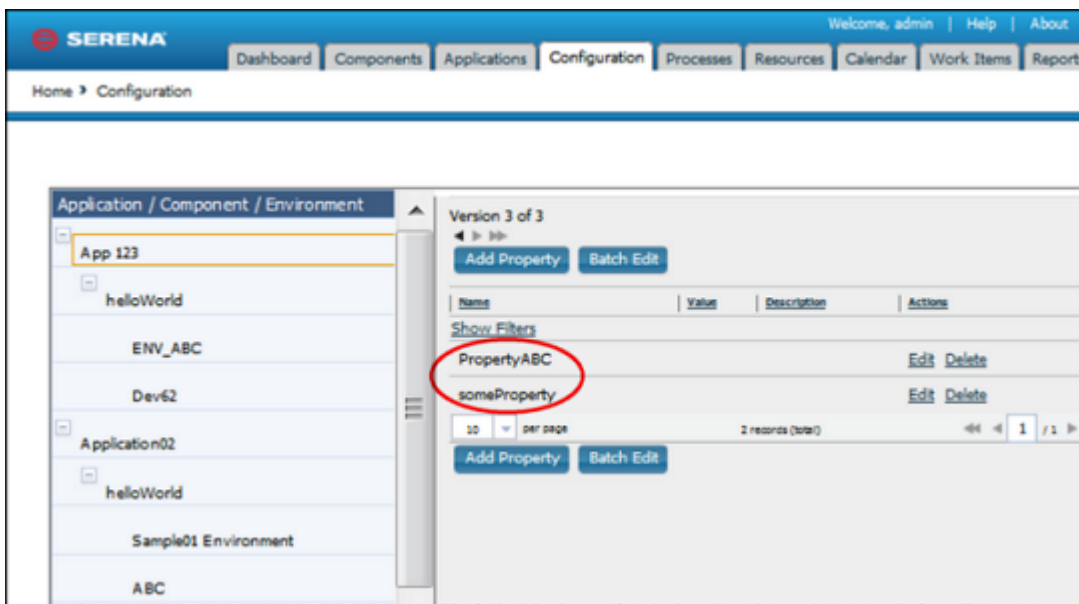 Welcome, admin | Help | About
SERENA
Dashboard Components Applications Configuration Processes Resources Calendar Work Items Report
Home › Configuration
Application / Component / Environment
App 123
helloWorld
ENV_ABC
Dev62
Application02
helloWorld
Sample01 Environment
ABC
Version 3 of 3
Add Property Batch Edit
Name Value Description Actions
Show Filters
PropertyABC Edit Delete
someProperty Edit Delete
10 per page 2 records (total) 1 / 1
Add Property Batch Edit